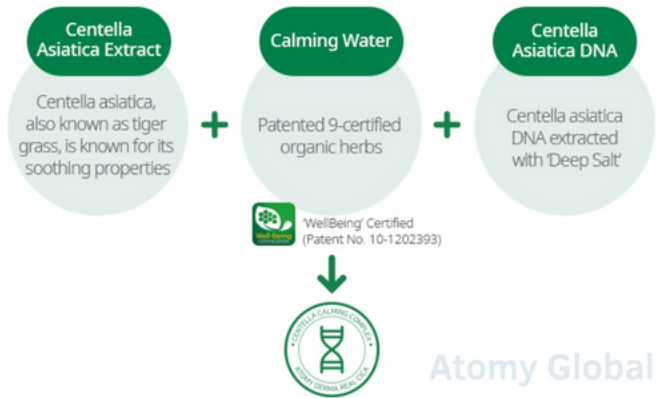 Centella
Asiatica Extract
Calming Water
Centella
Asiatica DNA
Centella asiatica,
also known as tiger
grass, is known for its
soothing properties
+
Patented 9-certified
organic herbs
+
Centella asiatica
DNA extracted
with 'Deep Salt'
Well-Being
'WellBeing' Certified
(Patent No. 10-1202393)
CENTELLA CALMING COMPLEX
ATOMY DERMA REAL CICA
Atomy Global